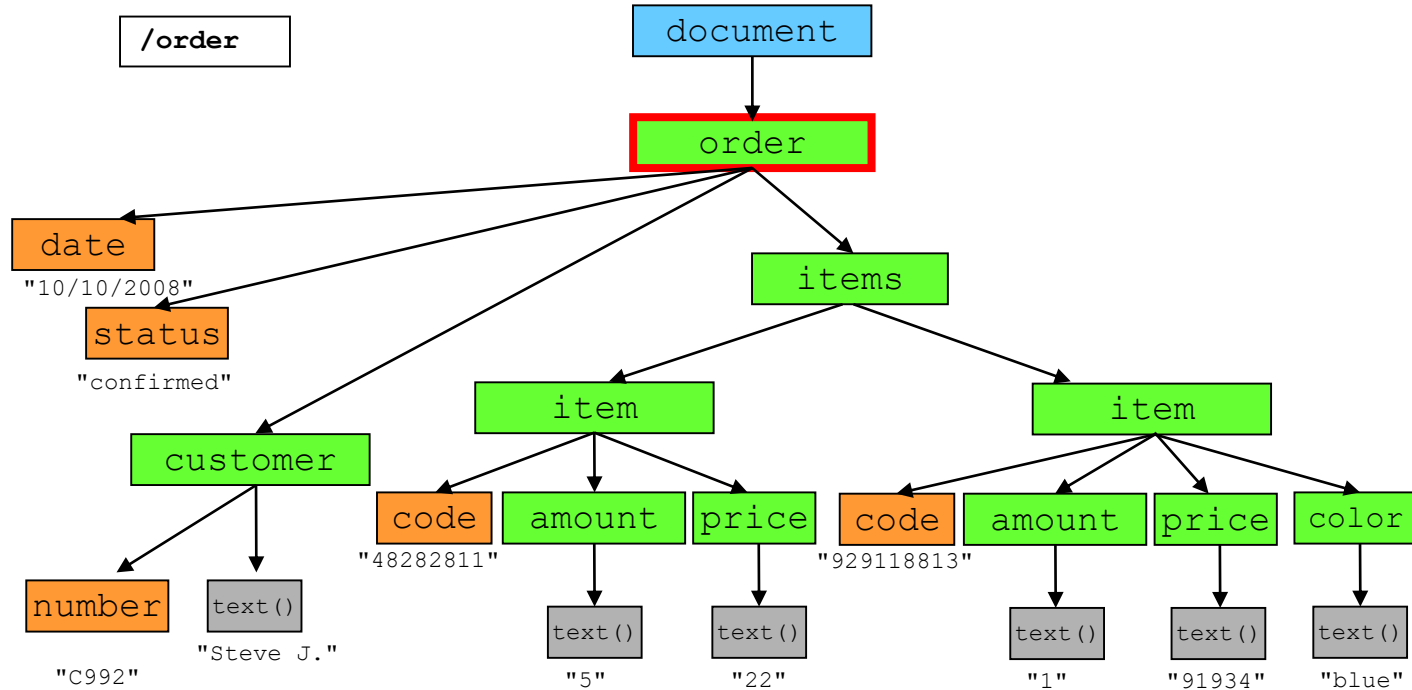 /order
document
order
date
"10/10/2008"
status
"confirmed"
items
item
item
customer
code
"48282811"
amount
price
code
"929118813"
amount
price
color
number
"C992"
text()
"Steve J."
text()
"5"
text()
"22"
text()
"1"
text()
"91934"
text()
"blue"